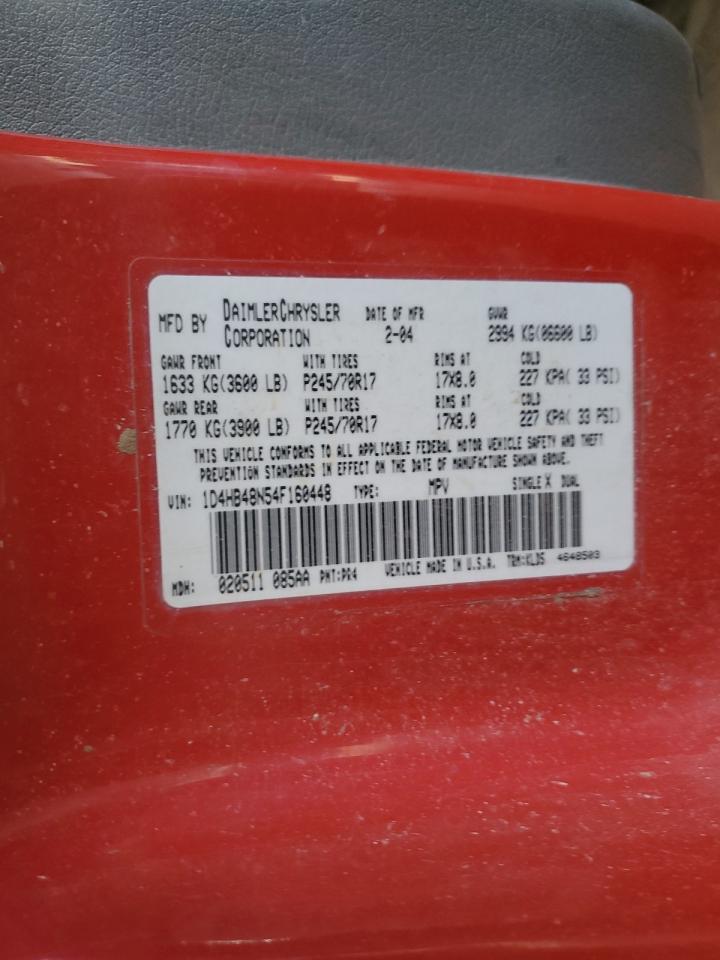 MFD BY DAIMLERCHRYSLER CORPORATION DATE OF MFR 2-04 GVWR 2994 KG(06600 LB)
GAWR FRONT WITH TIRES RIMS AT COLD
1633 KG(3600 LB) P245/70R17 17X8.0 227 KPA( 33 PSI)
GAWR REAR WITH TIRES RIMS AT COLD
1770 KG(3900 LB) P245/70R17 17X8.0 227 KPA( 33 PSI)
THIS VEHICLE CONFORMS TO ALL APPLICABLE FEDERAL MOTOR VEHICLE SAFETY AND THEFT
PREVENTION STANDARDS IN EFFECT ON THE DATE OF MANUFACTURE SHOWN ABOVE.
VIN: 1D4HB48N54F160448 TYPE: MPV SINGLE X DUAL
MDH: 020511 085AA PNT:PR4 VEHICLE MADE IN U.S.A. TRM:KLDS 4648503